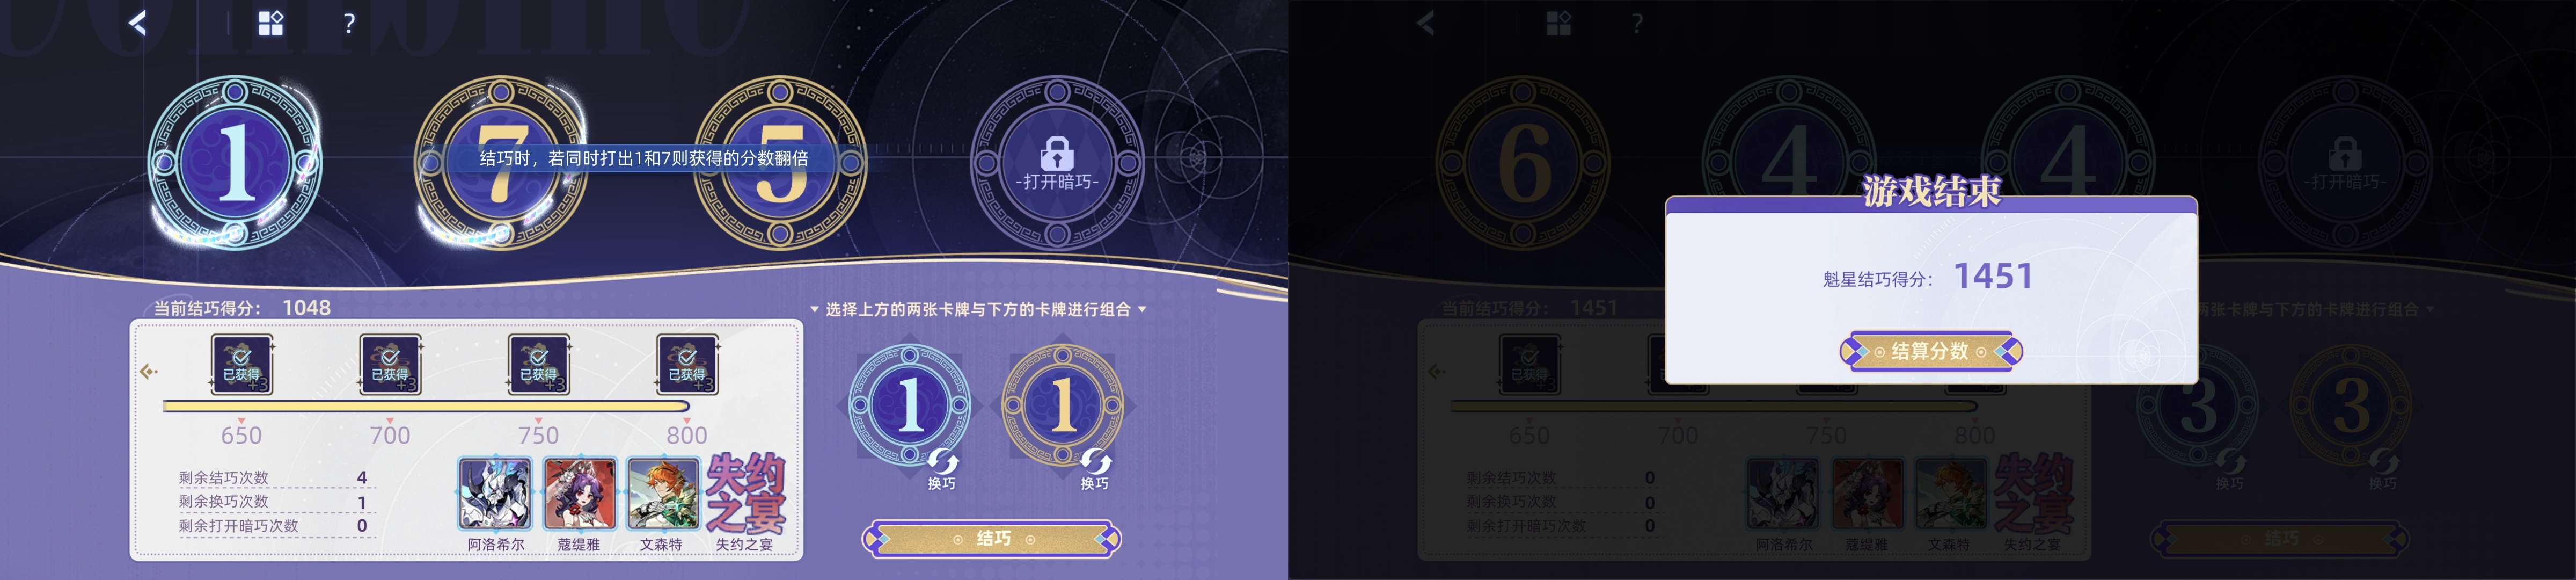 ?
1
7
5
结巧时，若同时打出1和7则获得的分数翻倍
-打开暗巧-
当前结巧得分： 1048
选择上方的两张卡牌与下方的卡牌进行组合
已获得 +3
已获得 +3
已获得 +3
已获得 +3
650 700 750 800
剩余结巧次数 4
剩余换巧次数 1
剩余打开暗巧次数 0
失约之宴
阿洛希尔 蔻缇雅 文森特 失约之宴
1
1
换巧 换巧
结巧
?
6
4
4
-打开暗巧-
游戏结束
魁星结巧得分： 1451
结算分数
当前结巧得分： 1451
两张卡牌与下方的卡牌进行组合
已获得 +3
650 700 750 800
剩余结巧次数 0
剩余换巧次数 0
剩余打开暗巧次数 0
失约之宴
阿洛希尔 蔻缇雅 文森特 失约之宴
3
3
换巧 换巧
结巧